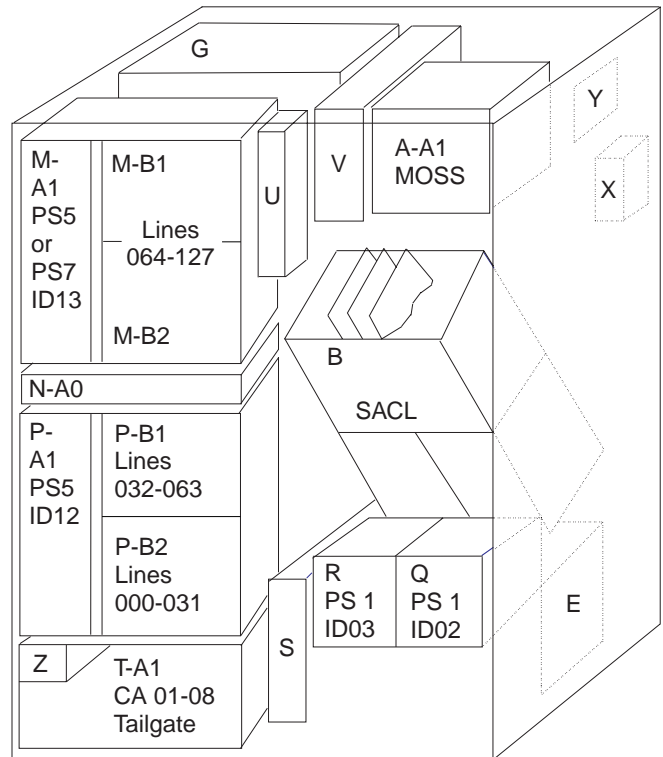 G
Y
M-
A1
PS5
or
PS7
ID13
M-B1
Lines
064-127
M-B2
U
V
A-A1
MOSS
X
B
SACL
N-A0
P-
A1
PS5
ID12
P-B1
Lines
032-063
P-B2
Lines
000-031
R
PS 1
ID03
Q
PS 1
ID02
E
S
Z
T-A1
CA 01-08
Tailgate